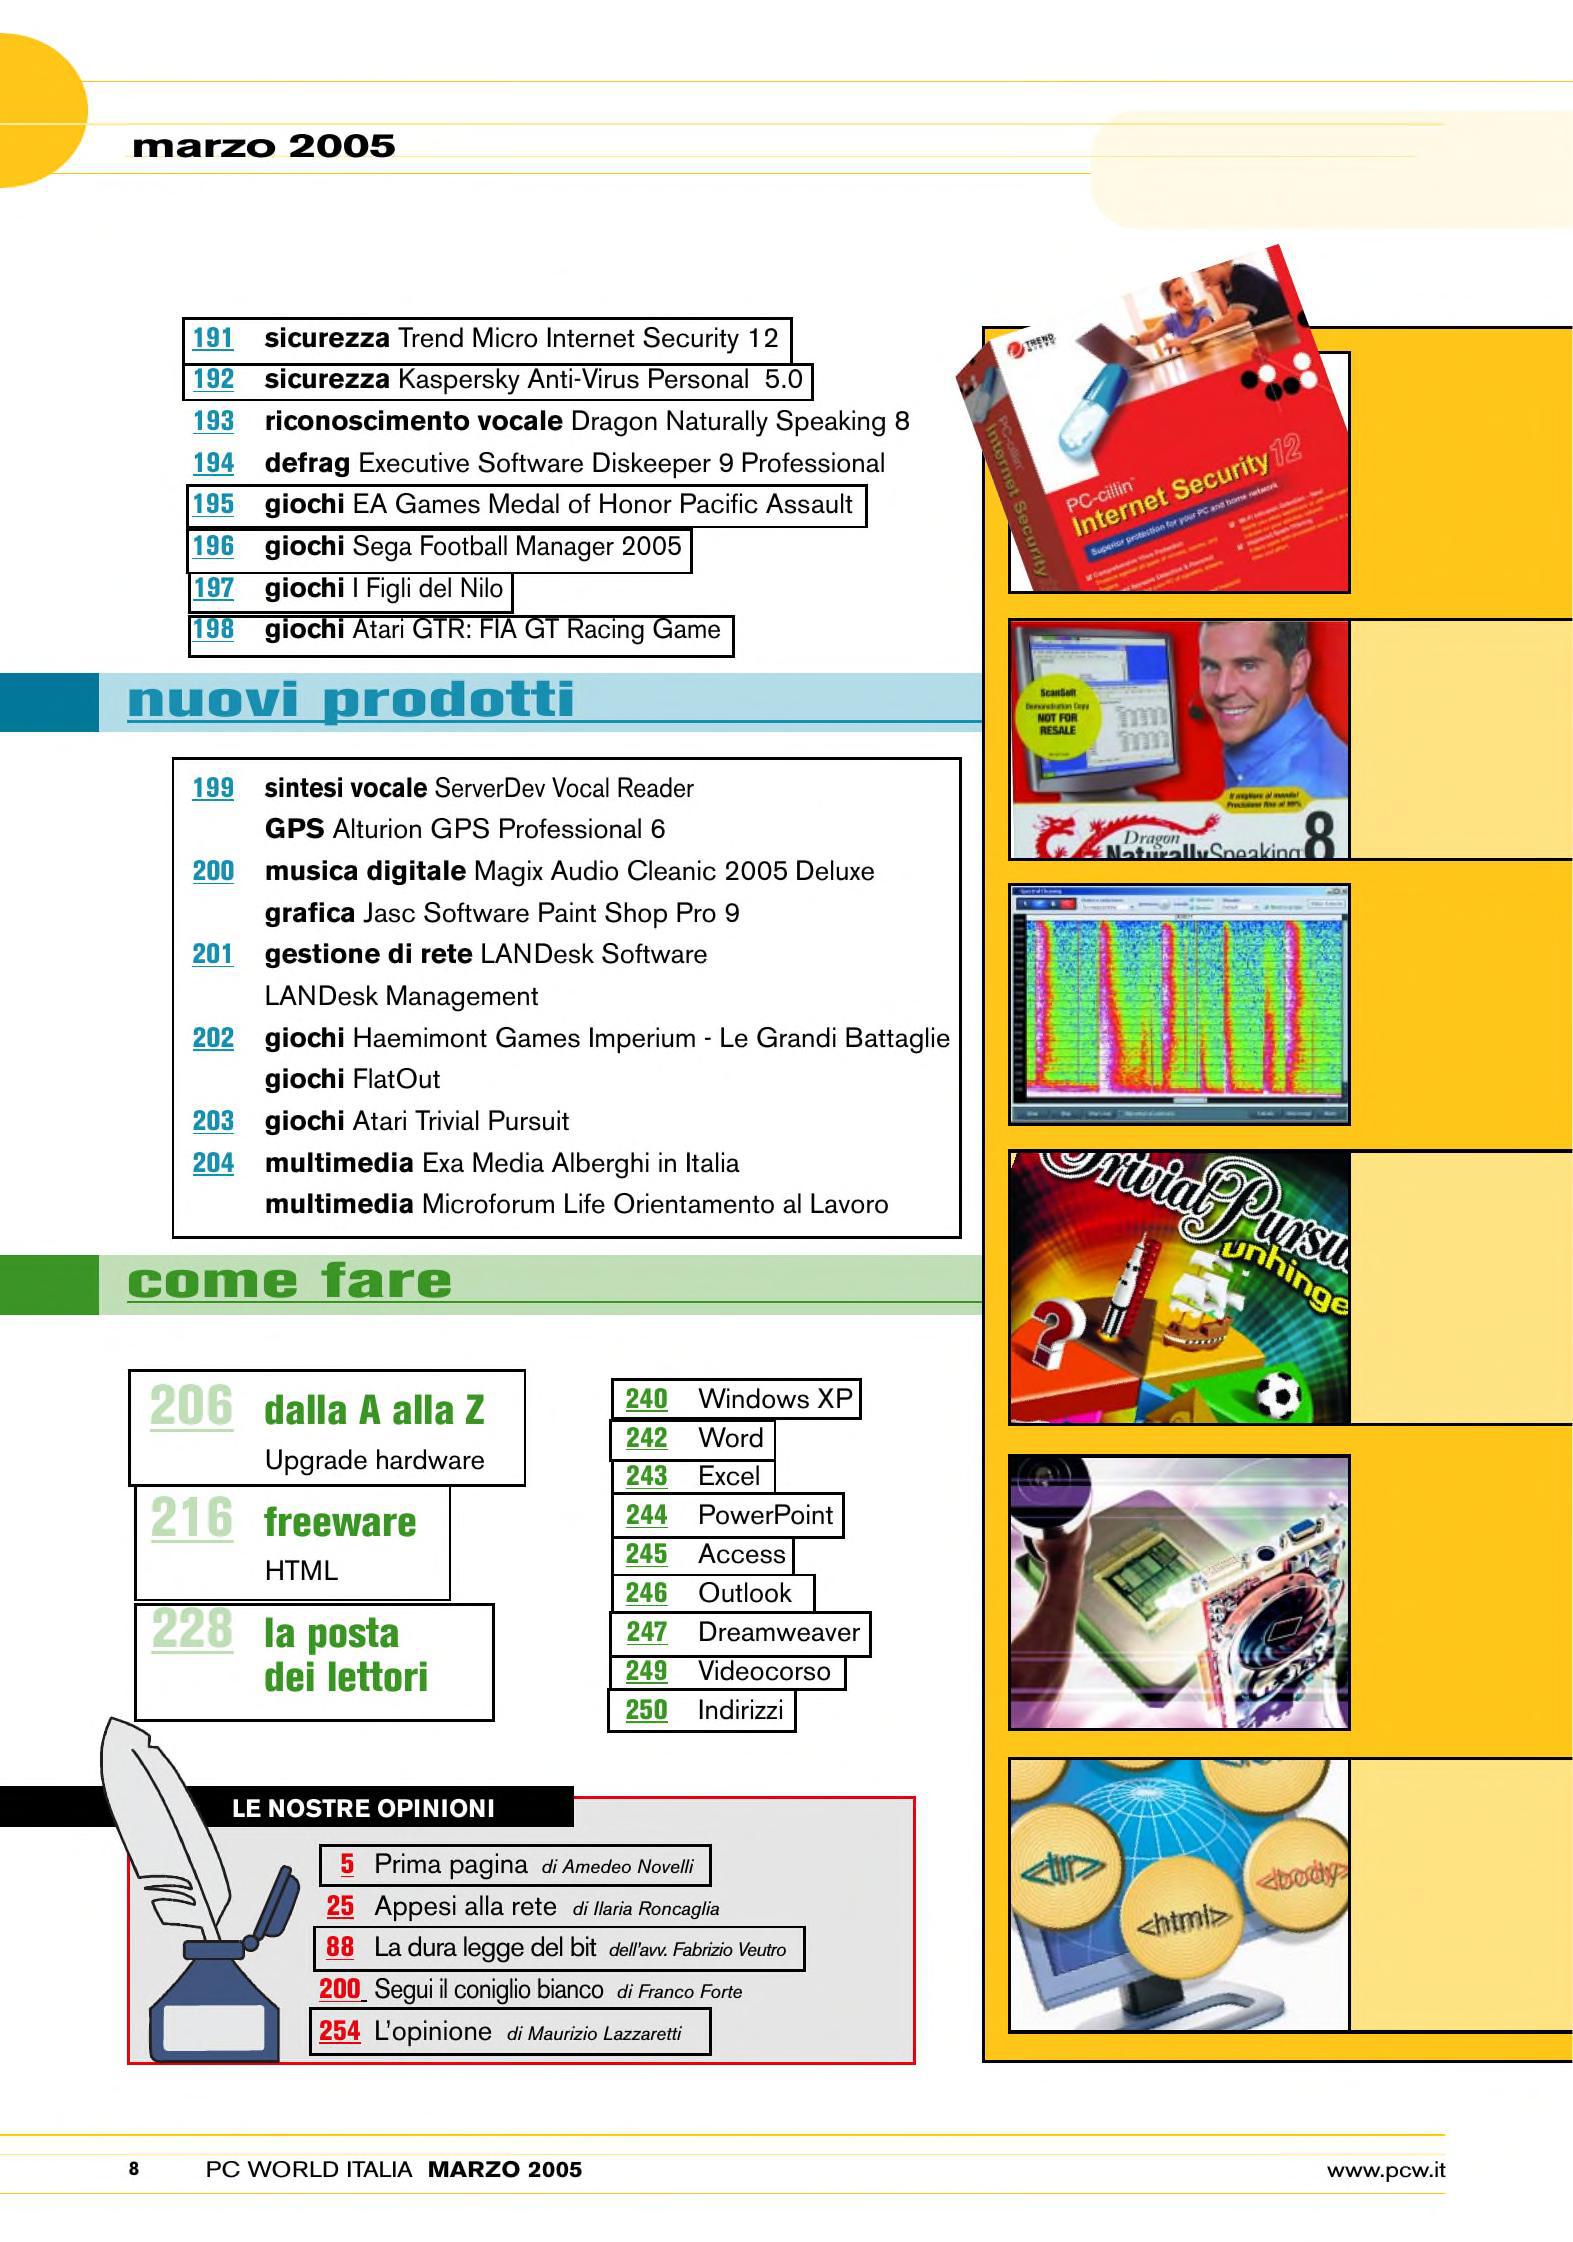 marzo 2005
191 sicurezza Trend Micro Internet Security 12
192 sicurezza Kaspersky Anti-Virus Personal 5.0
193 riconoscimento vocale Dragon Naturally Speaking 8
194 defrag Executive Software Diskeeper 9 Professional
195 giochi EA Games Medal of Honor Pacific Assault
196 giochi Sega Football Manager 2005
197 giochi I Figli del Nilo
198 giochi Atari GTR: FIA GT Racing Game
nuovi prodotti
199 sintesi vocale ServerDev Vocal Reader
GPS Alturion GPS Professional 6
200 musica digitale Magix Audio Cleanic 2005 Deluxe
grafica Jasc Software Paint Shop Pro 9
201 gestione di rete LANDesk Software
LANDesk Management
202 giochi Haemimont Games Imperium - Le Grandi Battaglie
giochi FlatOut
203 giochi Atari Trivial Pursuit
204 multimedia Exa Media Alberghi in Italia
multimedia Microforum Life Orientamento al Lavoro
come fare
206 dalla A alla Z
Upgrade hardware
216 freeware
HTML
228 la posta
dei lettori
240 Windows XP
242 Word
243 Excel
244 PowerPoint
245 Access
246 Outlook
247 Dreamweaver
249 Videocorso
250 Indirizzi
LE NOSTRE OPINIONI
5 Prima pagina di Amedeo Novelli
25 Appesi alla rete di Ilaria Roncaglia
88 La dura legge del bit dell'avv. Fabrizio Veutro
200 Segui il coniglio bianco di Franco Forte
254 L'opinione di Maurizio Lazzaretti
TREND
MICRO
PC-cillin
Internet Security
PC-cillin™
Internet Security 12
Superior protection for your PC and home network
ScanSoft
Demonstration Copy
NOT FOR
RESALE
Il migliore al mondo!
Precisione fino al 99%
Dragon
NaturallySpeaking 8
Trivial Pursu
unhinge
?
<tr>
<html>
<body>
8 PC WORLD ITALIA MARZO 2005
www.pcw.it